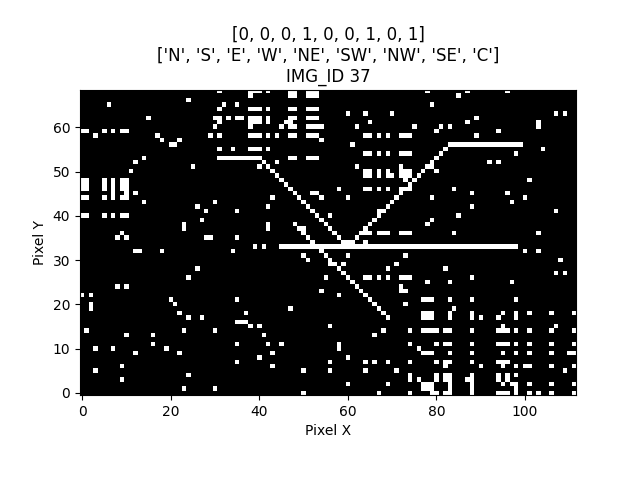 [0, 0, 0, 1, 0, 0, 1, 0, 1]
['N', 'S', 'E', 'W', 'NE', 'SW', 'NW', 'SE', 'C']
IMG_ID 37
Pixel Y
60
50
40
30
20
10
0
0 20 40 60 80 100
Pixel X